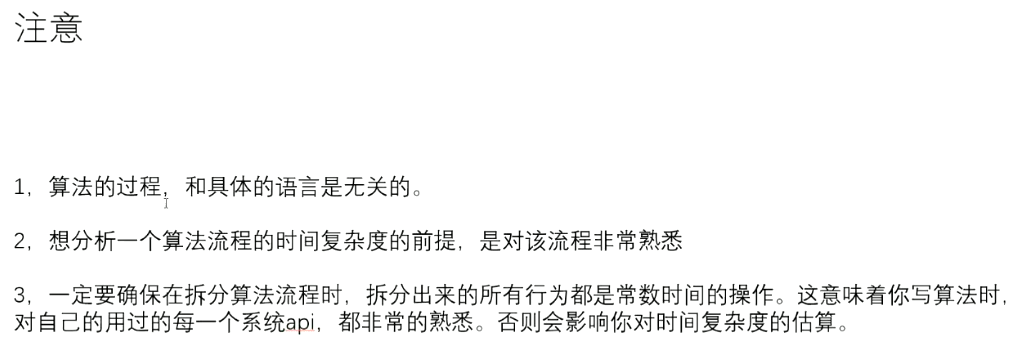 注意
1，算法的过程，和具体的语言是无关的。
2，想分析一个算法流程的时间复杂度的前提，是对该流程非常熟悉
3，一定要确保在拆分算法流程时，拆分出来的所有行为都是常数时间的操作。这意味着你写算法时，
对自己的用过的每一个系统api，都非常的熟悉。否则会影响你对时间复杂度的估算。